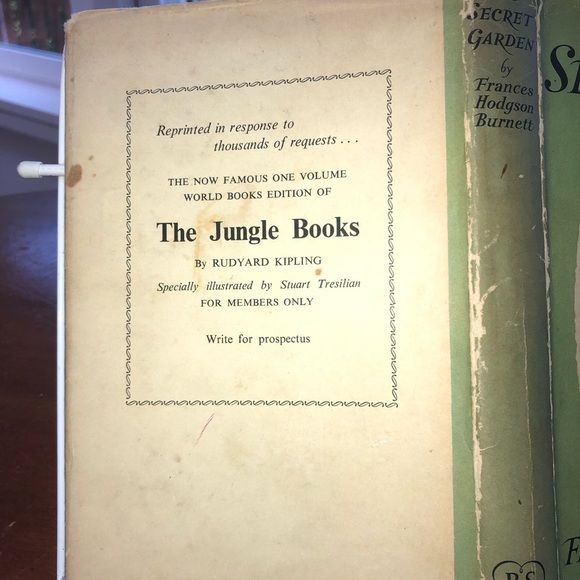 Reprinted in response to
thousands of requests . . .
THE NOW FAMOUS ONE VOLUME
WORLD BOOKS EDITION OF
The Jungle Books
By RUDYARD KIPLING
Specially illustrated by Stuart Tresilian
FOR MEMBERS ONLY
Write for prospectus
SECRET
GARDEN
by
Frances
Hodgson
Burnett